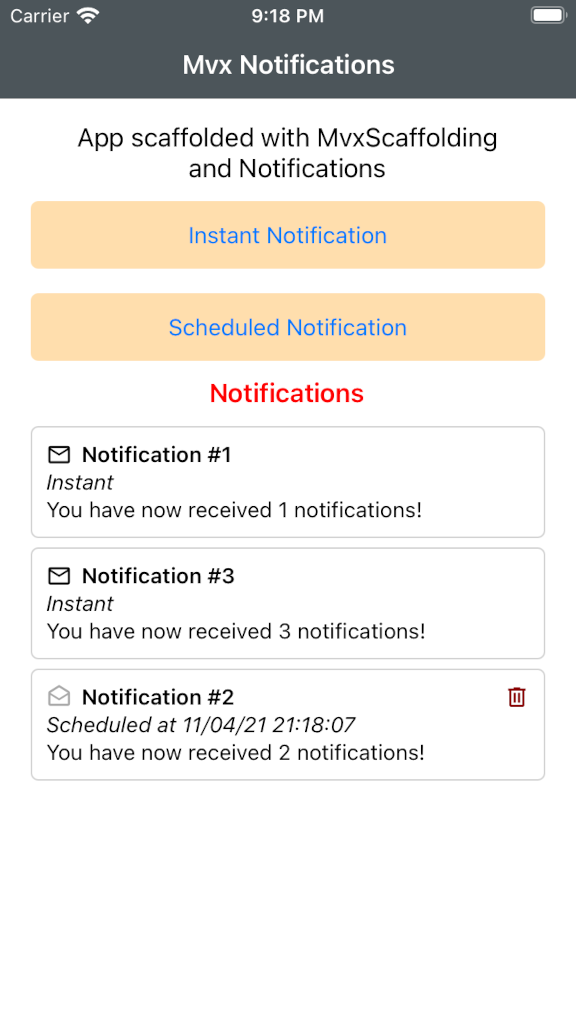 Carrier 9:18 PM
Mvx Notifications
App scaffolded with MvxScaffolding
and Notifications
Instant Notification
Scheduled Notification
Notifications
Notification #1
Instant
You have now received 1 notifications!
Notification #3
Instant
You have now received 3 notifications!
Notification #2
Scheduled at 11/04/21 21:18:07
You have now received 2 notifications!